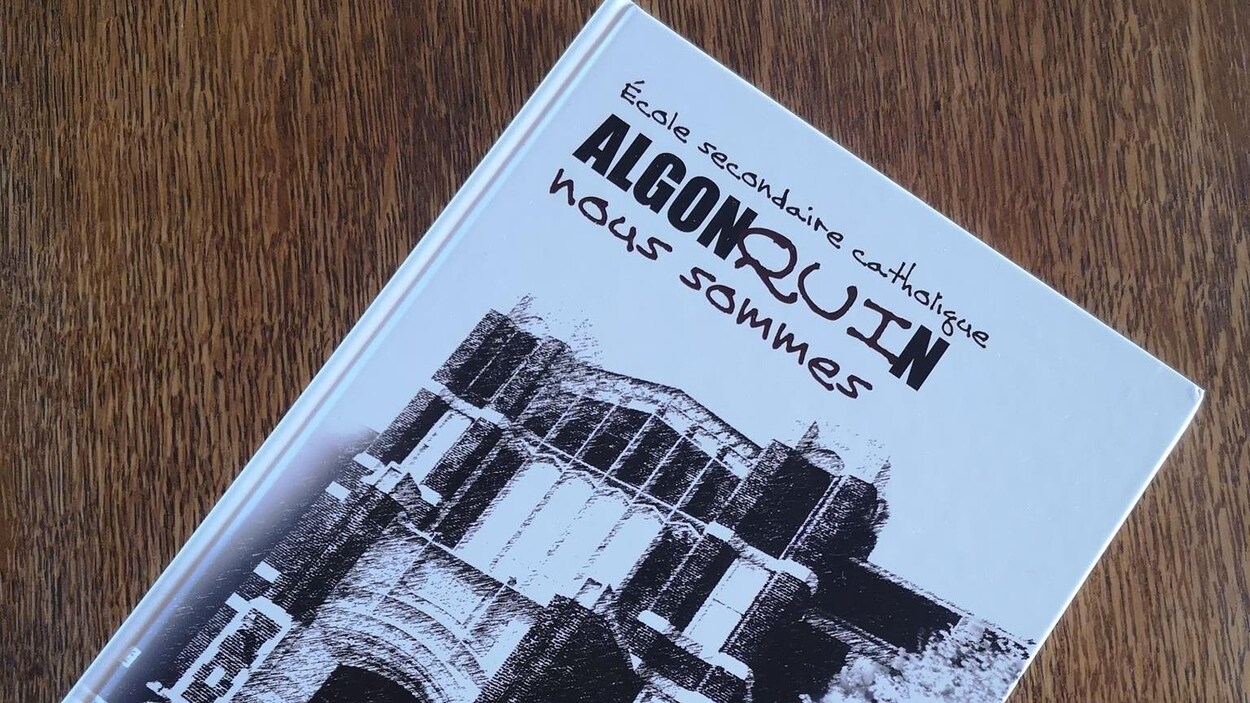 École secondaire catholique
ALGONQUIN
nous sommes